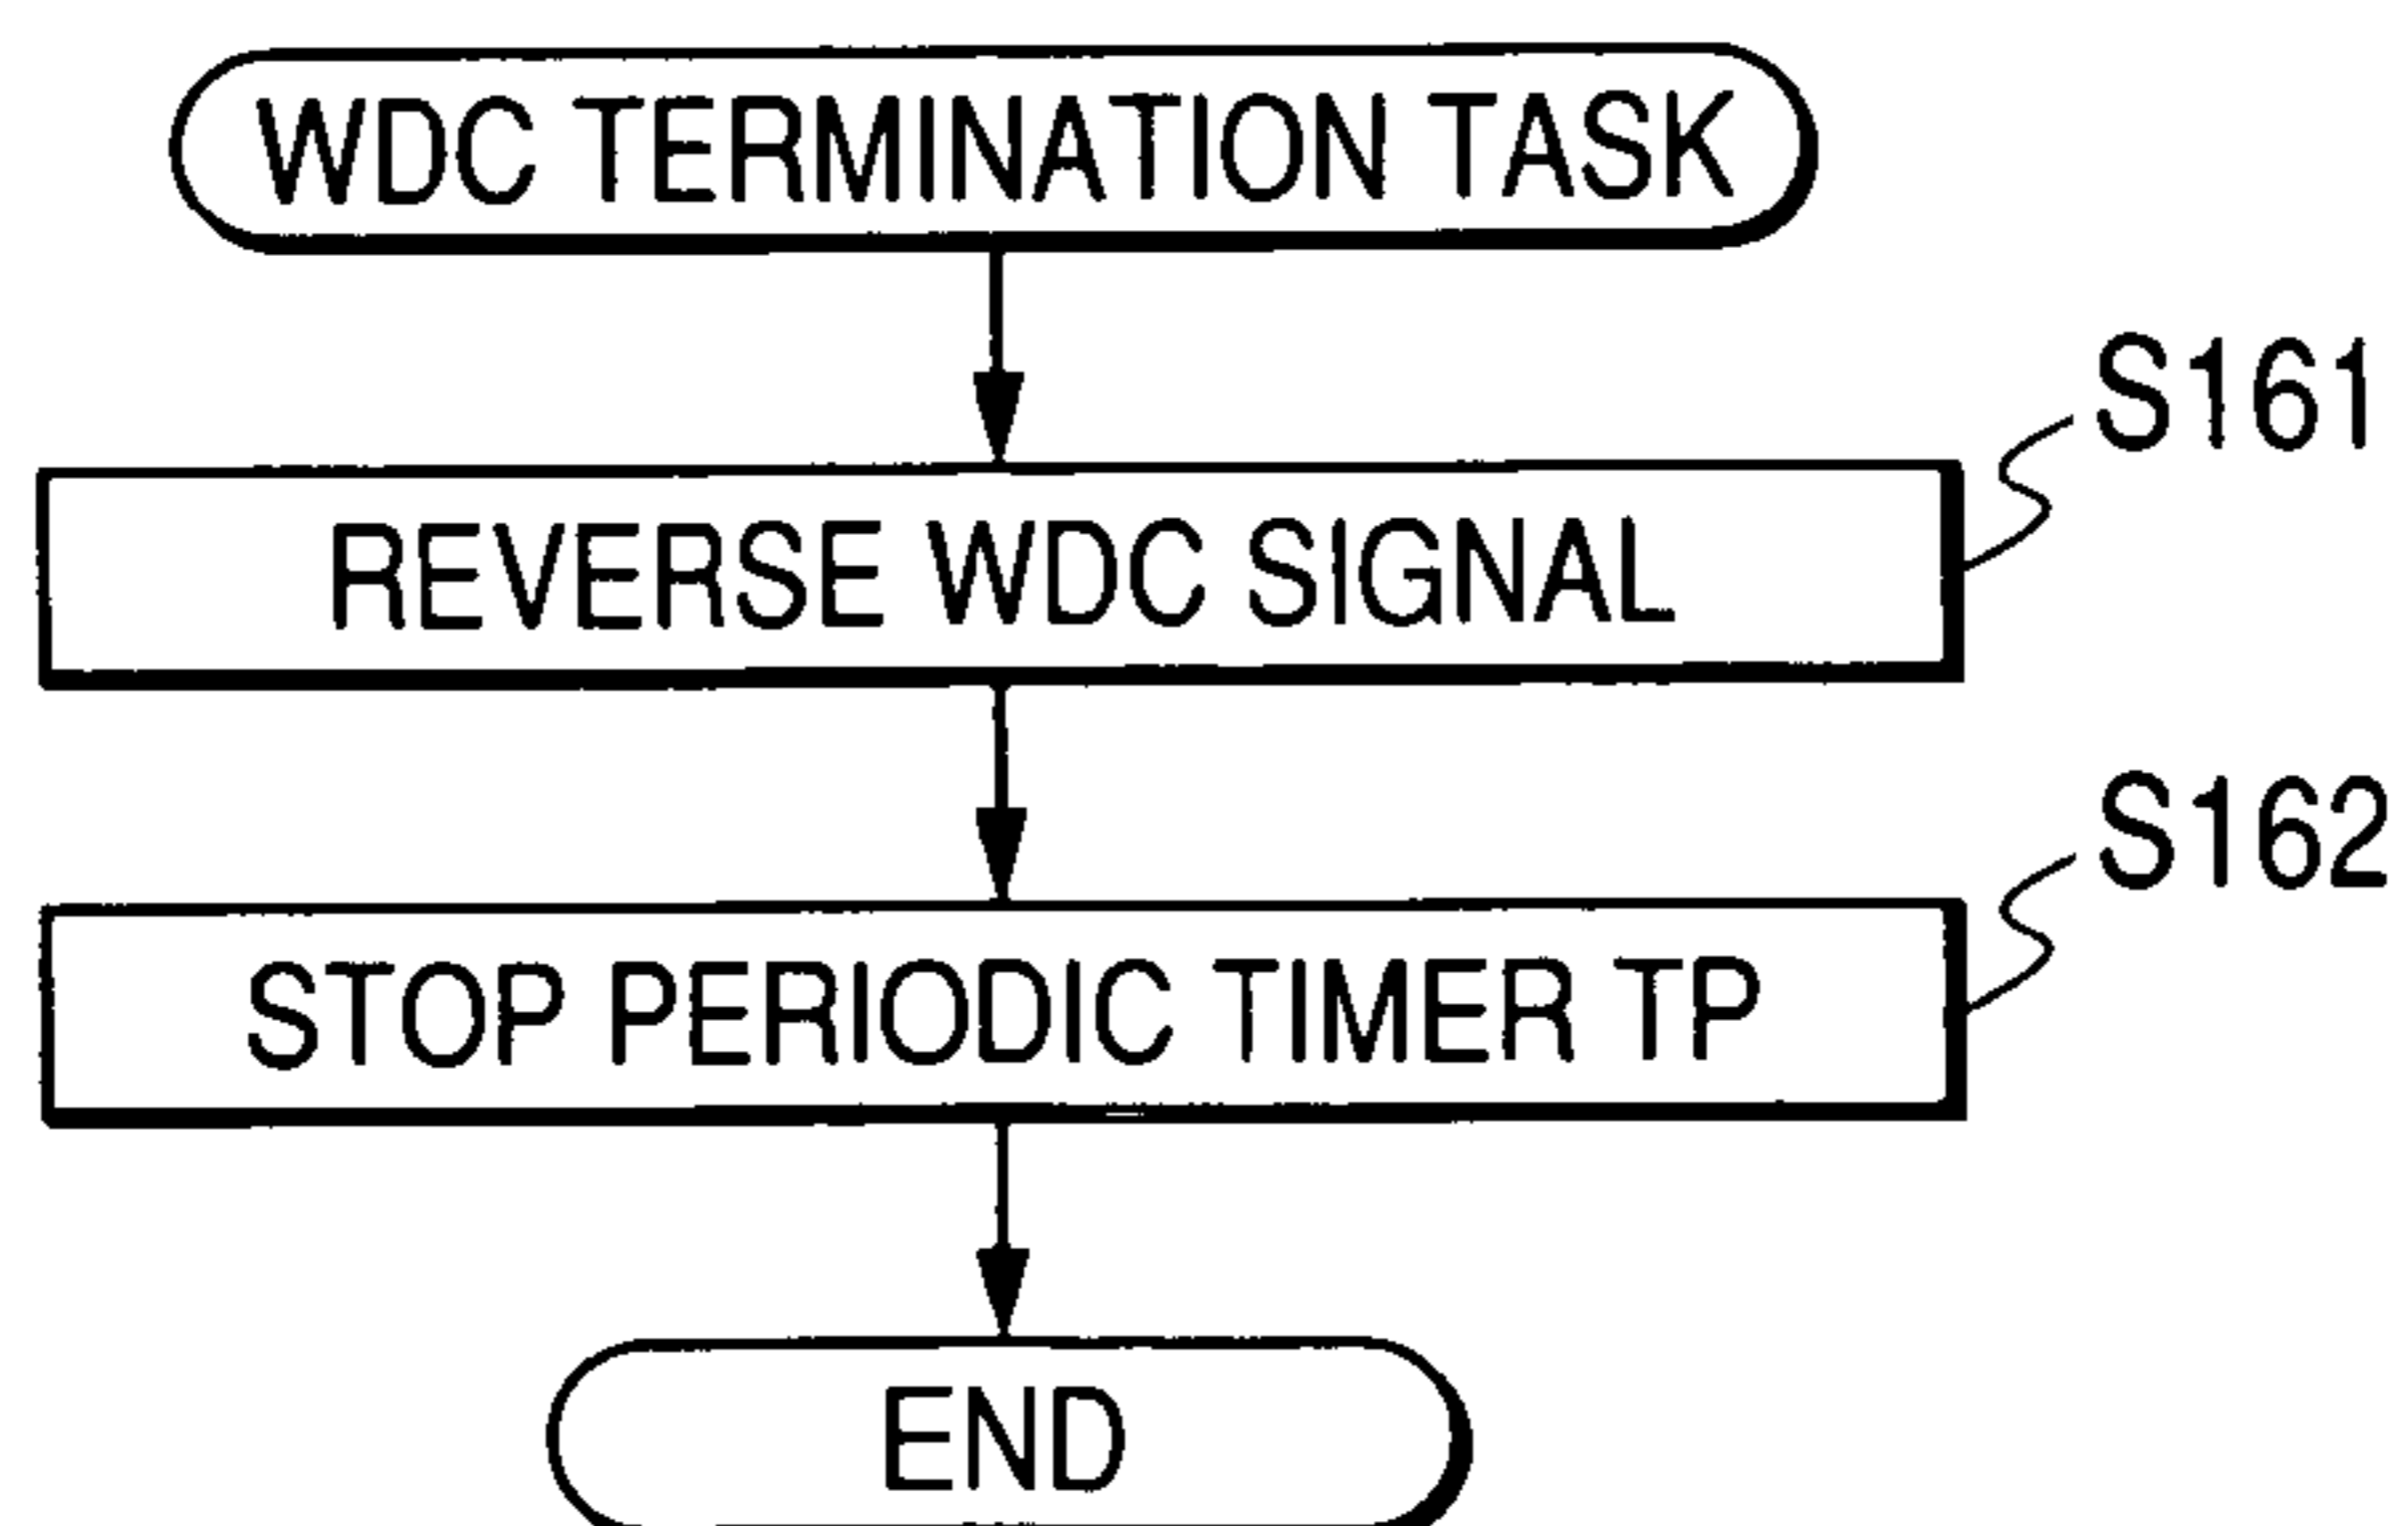 WDC TERMINATION TASK
S161
REVERSE WDC SIGNAL
S162
STOP PERIODIC TIMER TP
END